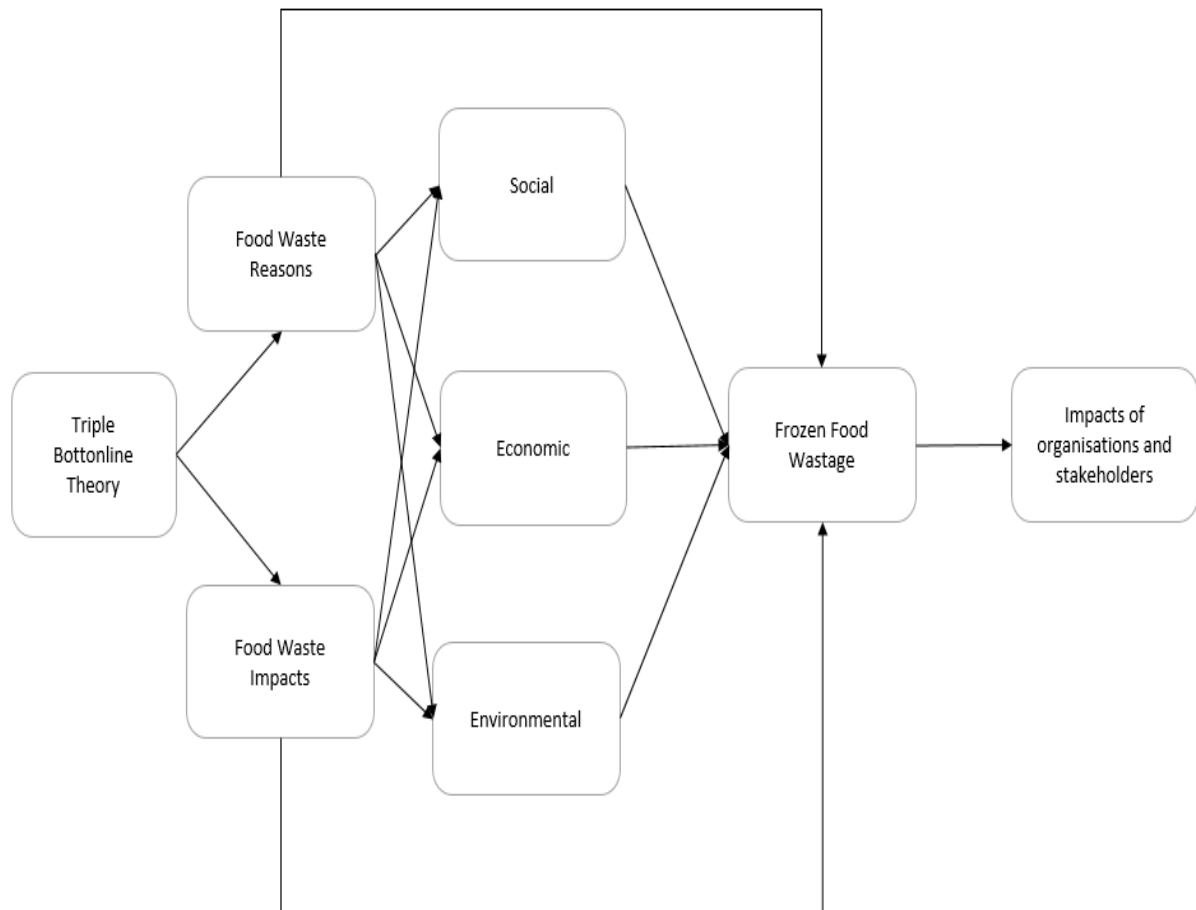 Social
Food Waste
Reasons
Triple
Bottonline
Theory
Economic
Frozen Food
Wastage
Impacts of
organisations and
stakeholders
Food Waste
Impacts
Environmental